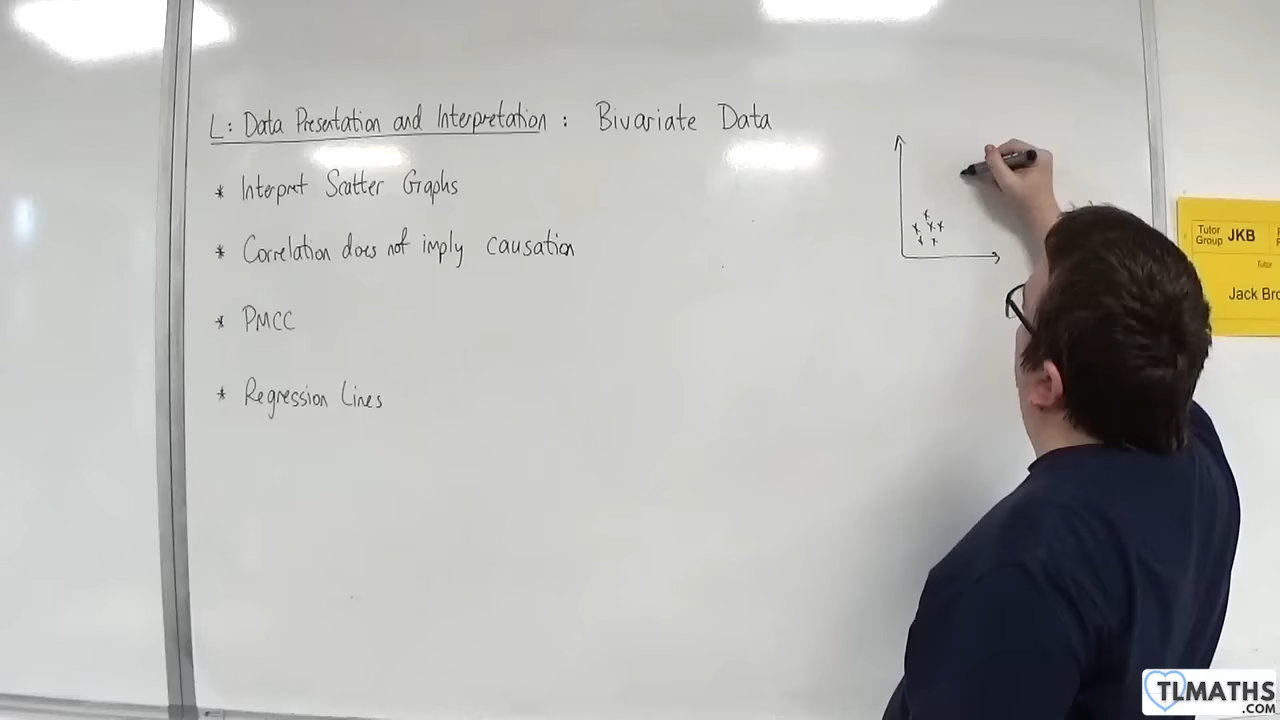 L: Data Presentation and Interpretation : Bivariate Data
* Interpret Scatter Graphs
* Correlation does not imply causation
* PMCC
* Regression Lines
Tutor
Group JKB
Tutor
Jack Bro
TLMATHS
.COM